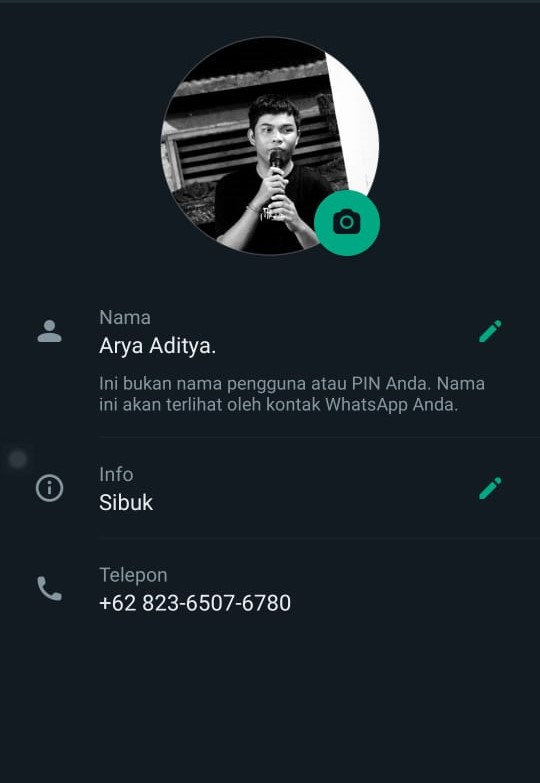 Nama
Arya Aditya.
Ini bukan nama pengguna atau PIN Anda. Nama
ini akan terlihat oleh kontak WhatsApp Anda.
Info
Sibuk
Telepon
+62 823-6507-6780